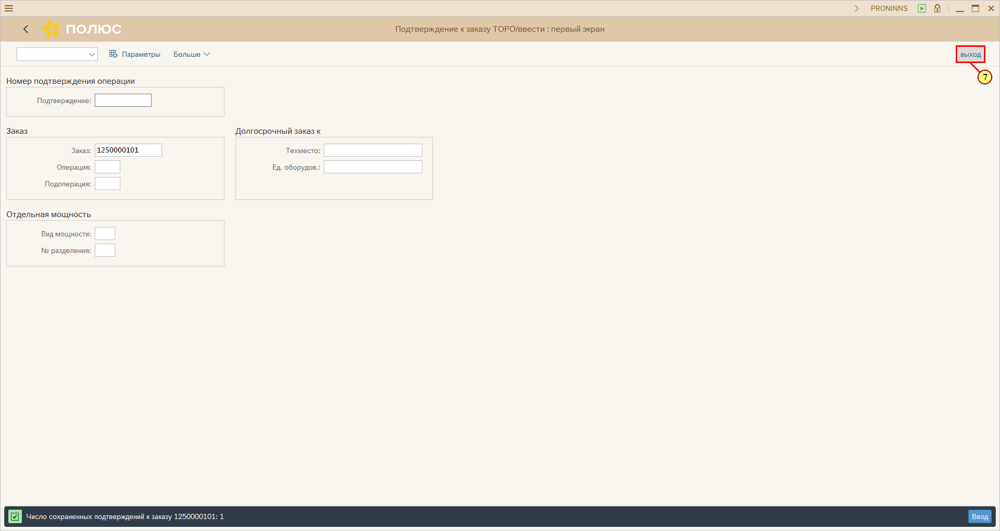 PRONINNS
ПОЛЮС
Подтверждение к заказу ТОРО/ввести : первый экран
Параметры
Больше
выход
7
Номер подтверждения операции
Подтверждение:
Заказ
Долгосрочный заказ к
Заказ: 1250000101
Техместо:
Операция:
Ед. оборудов.:
Подоперация:
Отдельная мощность
Вид мощности:
№ разделения:
Число сохраненных подтверждений к заказу 1250000101: 1
Ввод